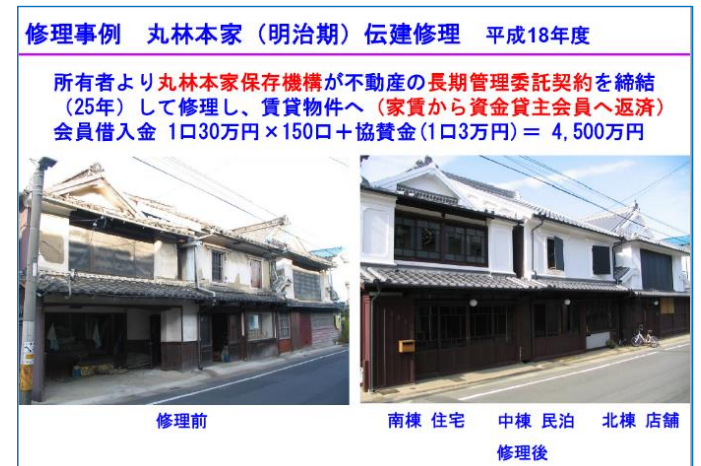 修理事例 丸林本家（明治期）伝建修理 平成18年度
所有者より丸林本家保存機構が不動産の長期管理委託契約を締結
（25年）して修理し、賃貸物件へ（家賃から資金貸主会員へ返済）
会員借入金 1口30万円×150口＋協賛金(1口3万円)＝ 4,500万円
修理前
南棟 住宅 中棟 民泊 北棟 店舗
修理後